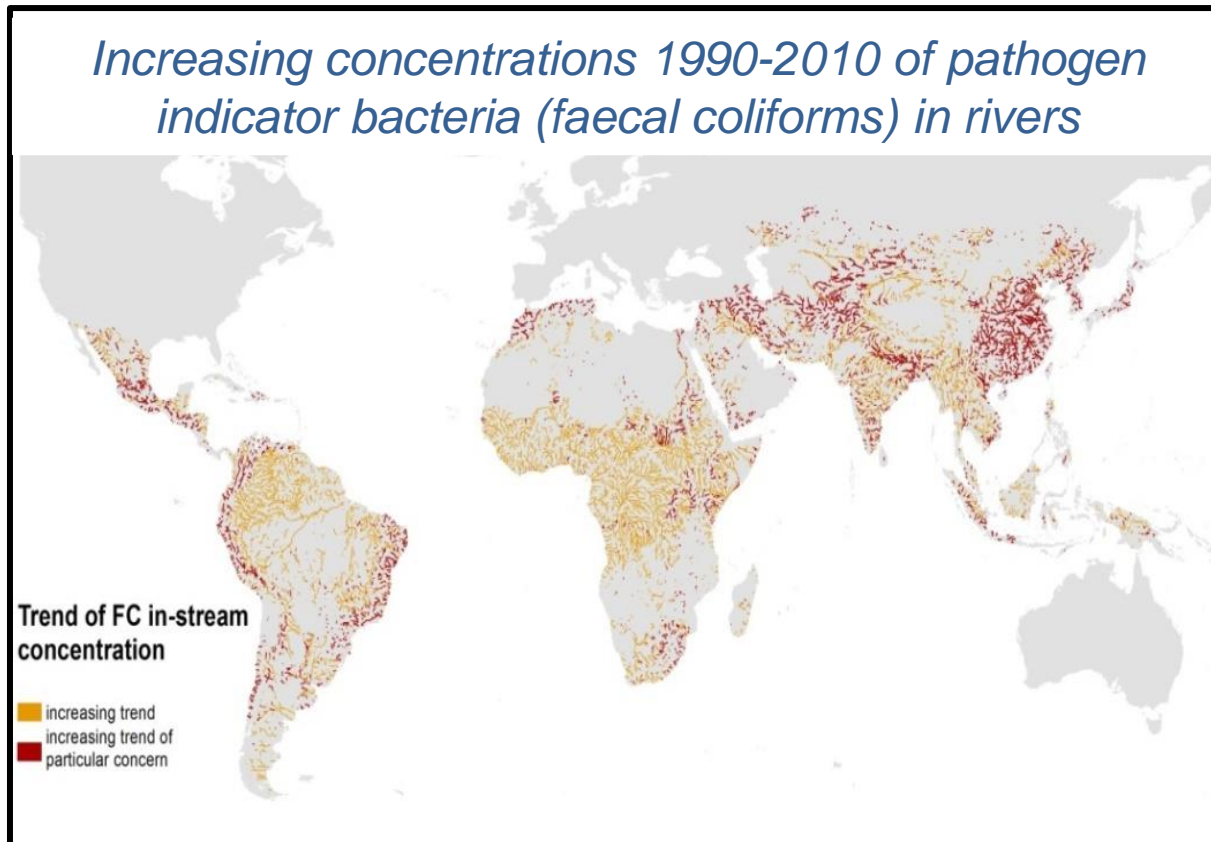 Increasing concentrations 1990-2010 of pathogen
indicator bacteria (faecal coliforms) in rivers
Trend of FC in-stream
concentration
increasing trend
increasing trend of
particular concern